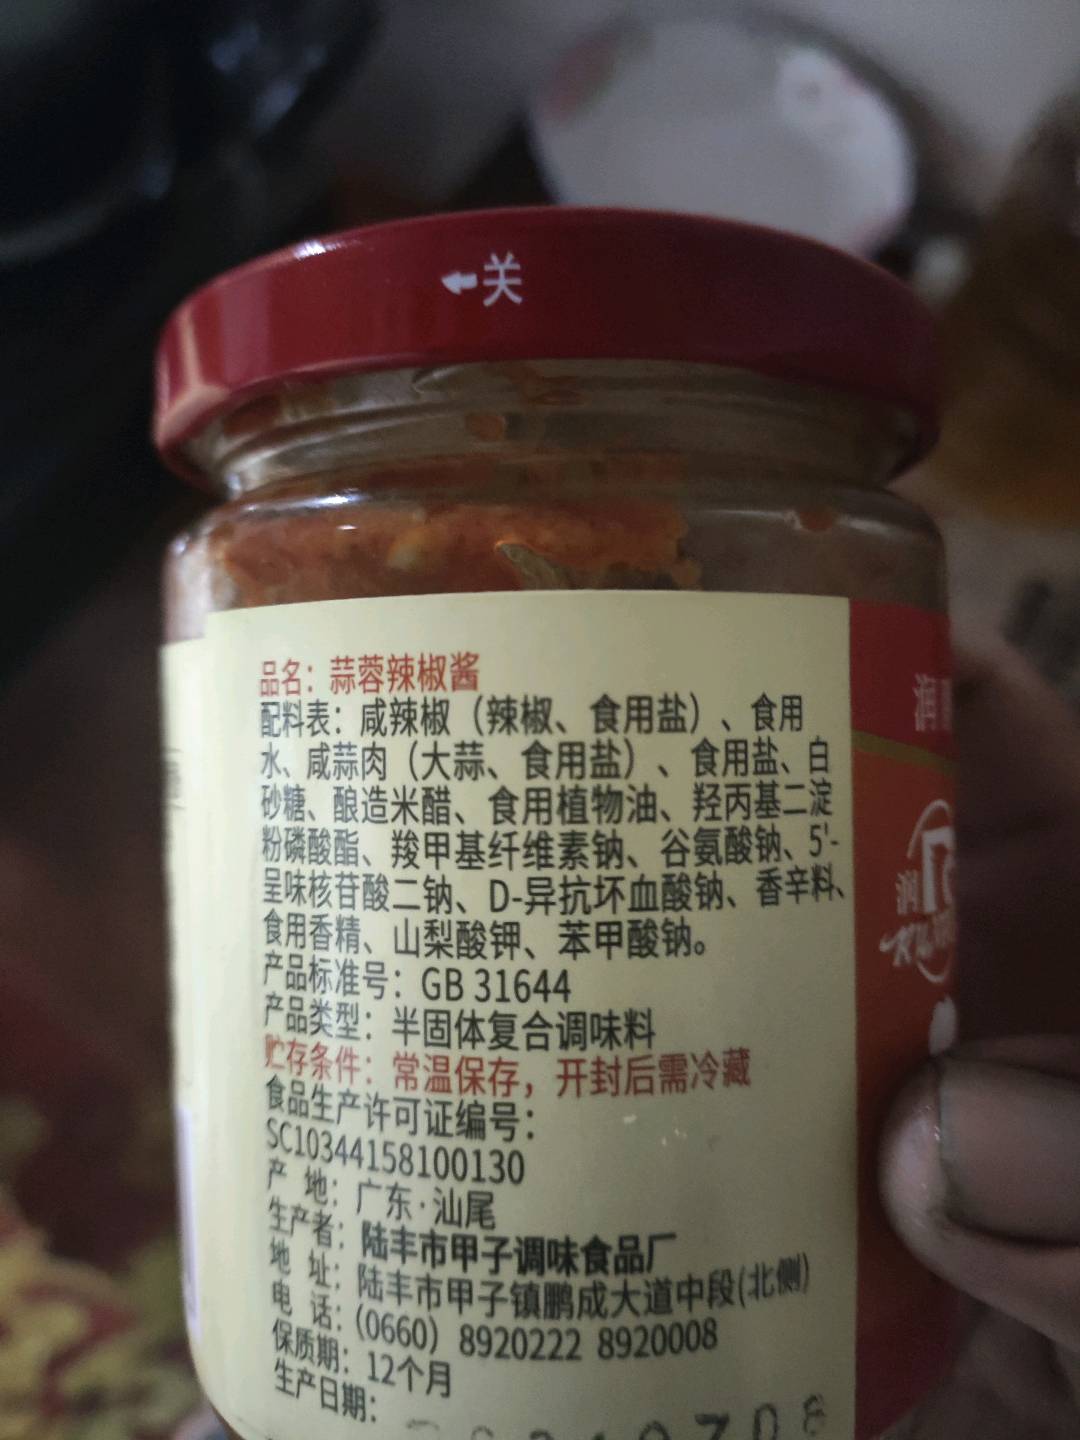 关
品名：蒜蓉辣椒酱
配料表：咸辣椒（辣椒、食用盐）、食用
水、咸蒜肉（大蒜、食用盐）、食用盐、白
砂糖、酿造米醋、食用植物油、羟丙基二淀
粉磷酸酯、羧甲基纤维素钠、谷氨酸钠、5'-
呈味核苷酸二钠、D-异抗坏血酸钠、香辛料、
食用香精、山梨酸钾、苯甲酸钠。
产品标准号：GB 31644
产品类型：半固体复合调味料
贮存条件：常温保存，开封后需冷藏
食品生产许可证编号：
SC10344158100130
产 地：广东·汕尾
生产者：陆丰市甲子调味食品厂
地 址：陆丰市甲子镇鹏成大道中段(北侧)
电 话：(0660) 8920222 8920008
保质期：12个月
生产日期：
润
润